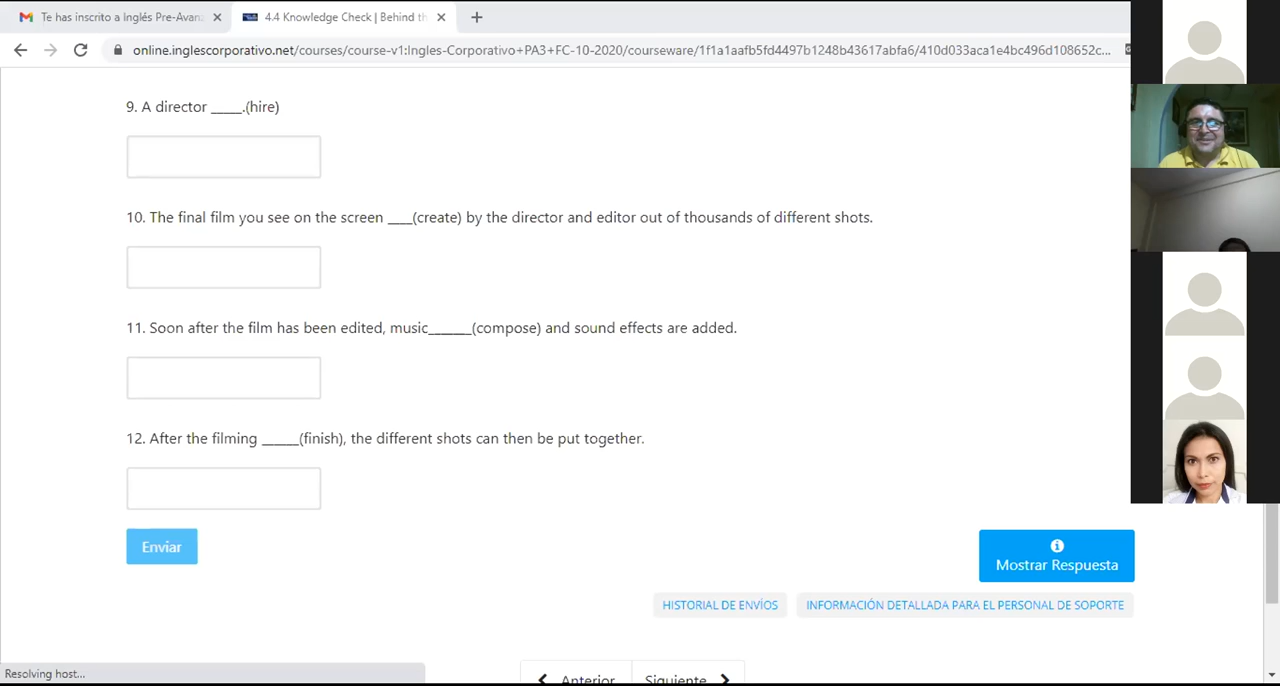 Te has inscrito a Inglés Pre-Avan
4.4 Knowledge Check | Behind th
online.inglescorporativo.net/courses/course-v1:Ingles-Corporativo+PA3+FC-10-2020/courseware/1f1a1aafb5fd4497b1248b43617abfa6/410d033aca1e4bc496d108652c...
9. A director _____.(hire)
10. The final film you see on the screen ____(create) by the director and editor out of thousands of different shots.
11. Soon after the film has been edited, music_______(compose) and sound effects are added.
12. After the filming ______(finish), the different shots can then be put together.
Enviar
Mostrar Respuesta
HISTORIAL DE ENVÍOS
INFORMACIÓN DETALLADA PARA EL PERSONAL DE SOPORTE
Resolving host...
Anterior
Siguiente